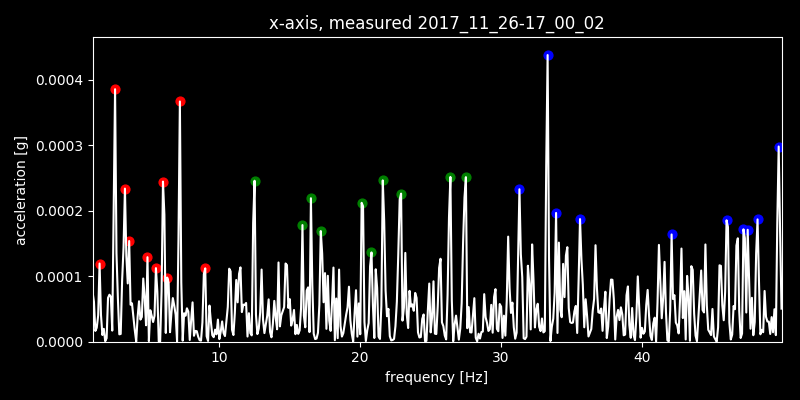 x-axis, measured 2017_11_26-17_00_02
0.0004
0.0003
0.0002
0.0001
0.0000
acceleration [g]
10 20 30 40
frequency [Hz]